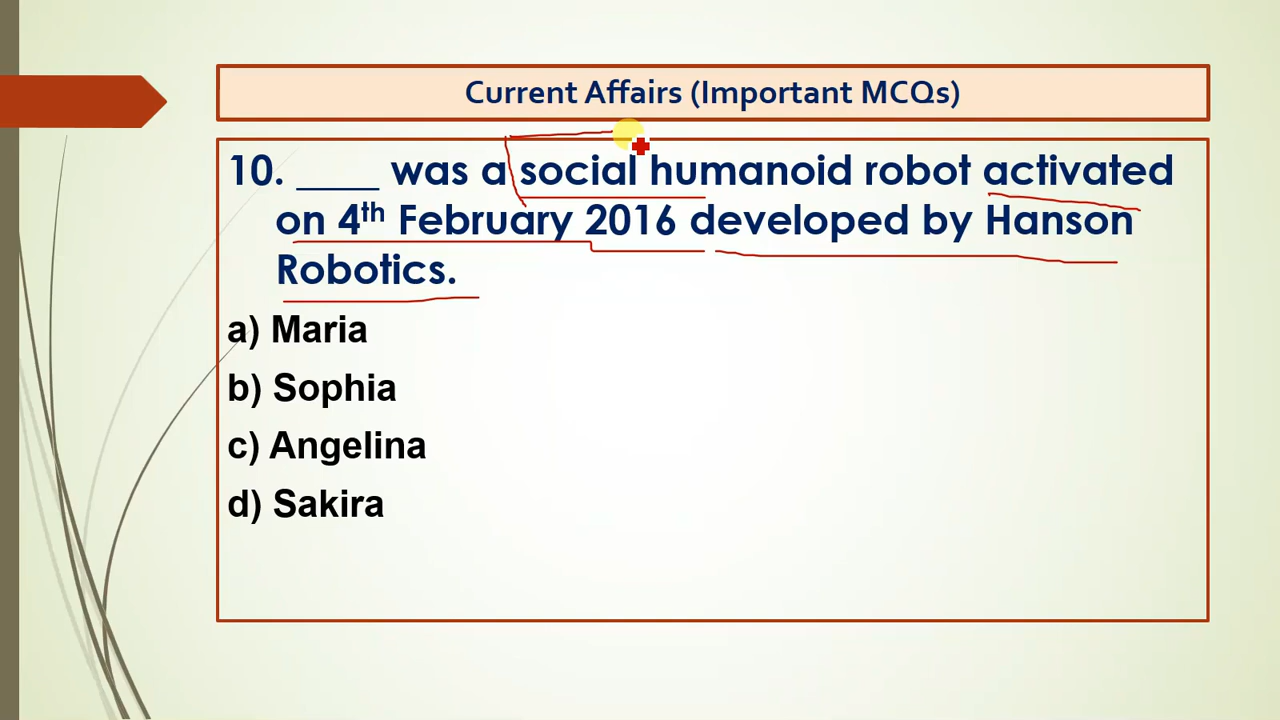 Current Affairs (Important MCQs)
10. ____ was a social humanoid robot activated
on 4th February 2016 developed by Hanson
Robotics.
a) Maria
b) Sophia
c) Angelina
d) Sakira